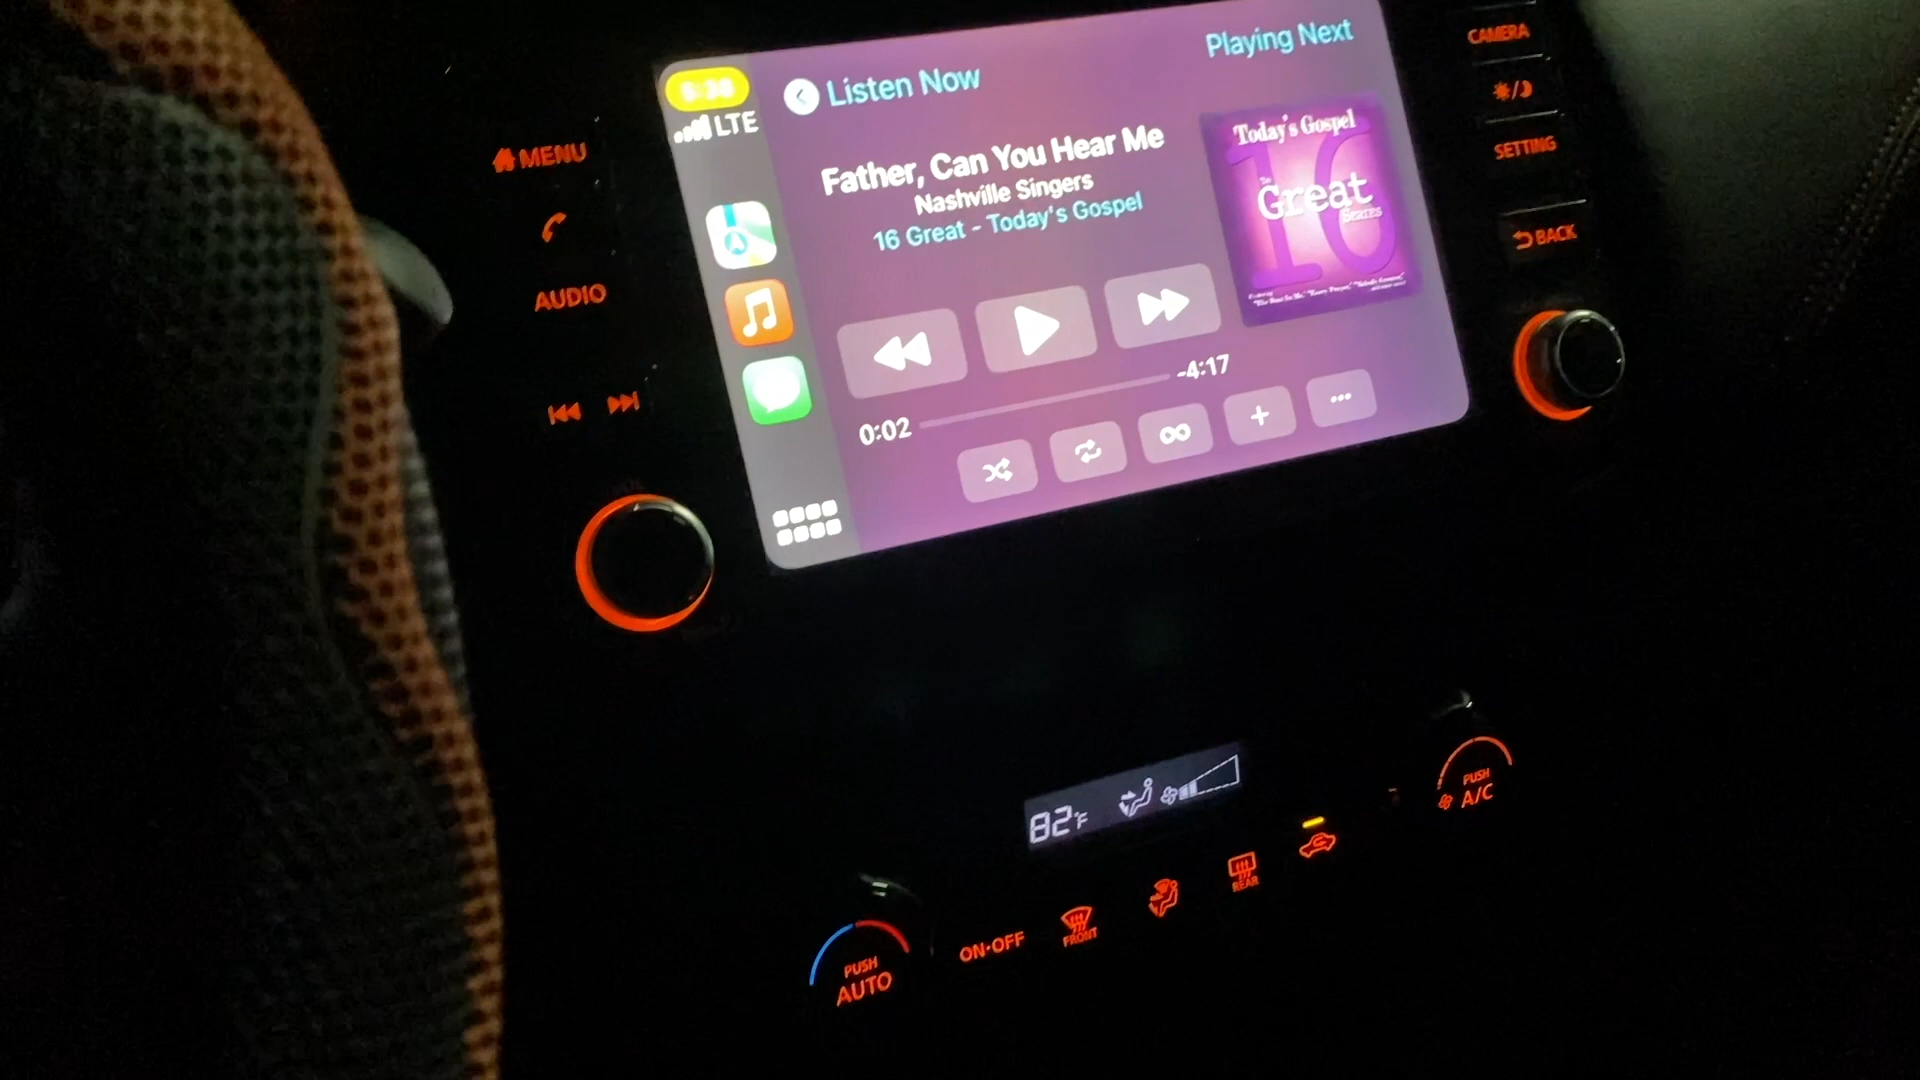 MENU
AUDIO
LTE
Listen Now
Playing Next
Father, Can You Hear Me
Nashville Singers
16 Great - Today's Gospel
Today's Gospel
16
The
Great
Series
0:02
-4:17
CAMERA
SETTING
BACK
82°F
PUSH
A/C
PUSH
AUTO
ON·OFF
FRONT
REAR